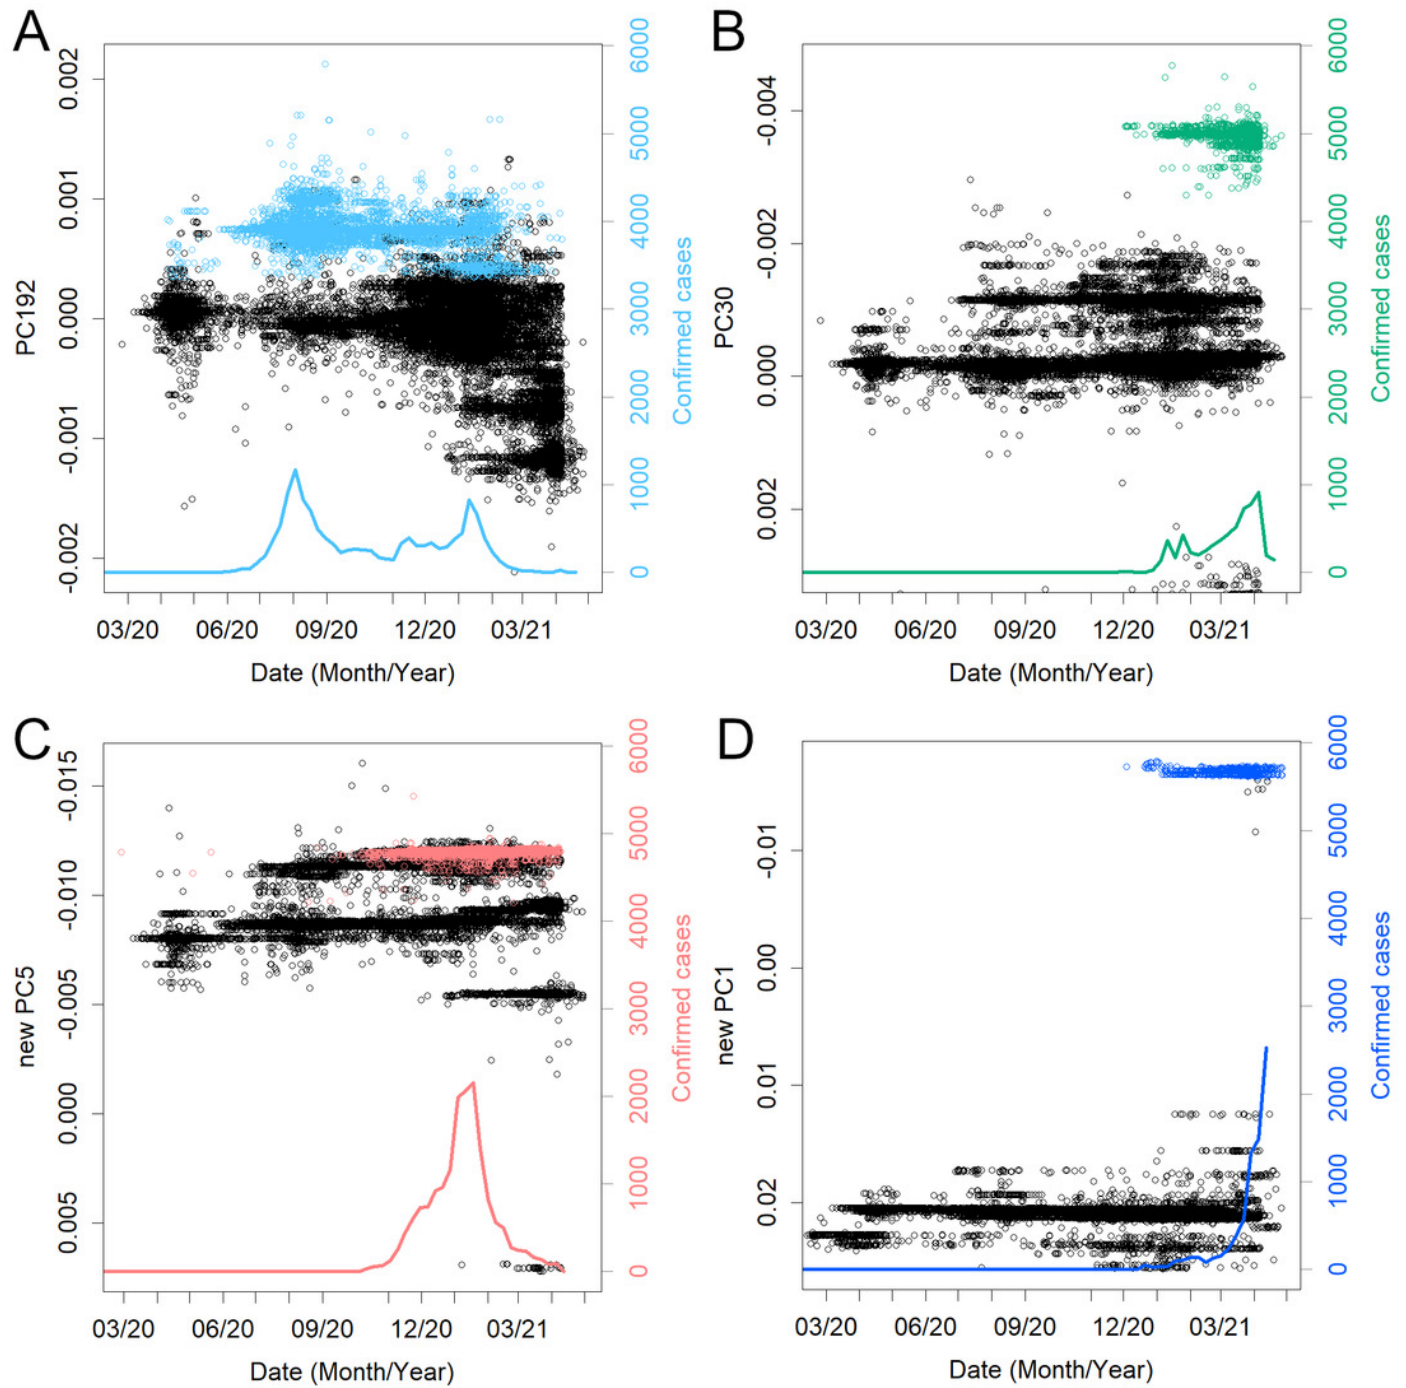 A
PC192
0.002
0.001
0.000
-0.001
-0.002
6000
5000
4000
3000
2000
1000
0
Confirmed cases
03/20 06/20 09/20 12/20 03/21
Date (Month/Year)
B
PC30
-0.004
-0.002
0.000
0.002
6000
5000
4000
3000
2000
1000
0
Confirmed cases
03/20 06/20 09/20 12/20 03/21
Date (Month/Year)
C
new PC5
-0.015
-0.010
-0.005
0.000
0.005
6000
5000
4000
3000
2000
1000
0
Confirmed cases
03/20 06/20 09/20 12/20 03/21
Date (Month/Year)
D
new PC1
-0.01
0.00
0.01
0.02
6000
5000
4000
3000
2000
1000
0
Confirmed cases
03/20 06/20 09/20 12/20 03/21
Date (Month/Year)